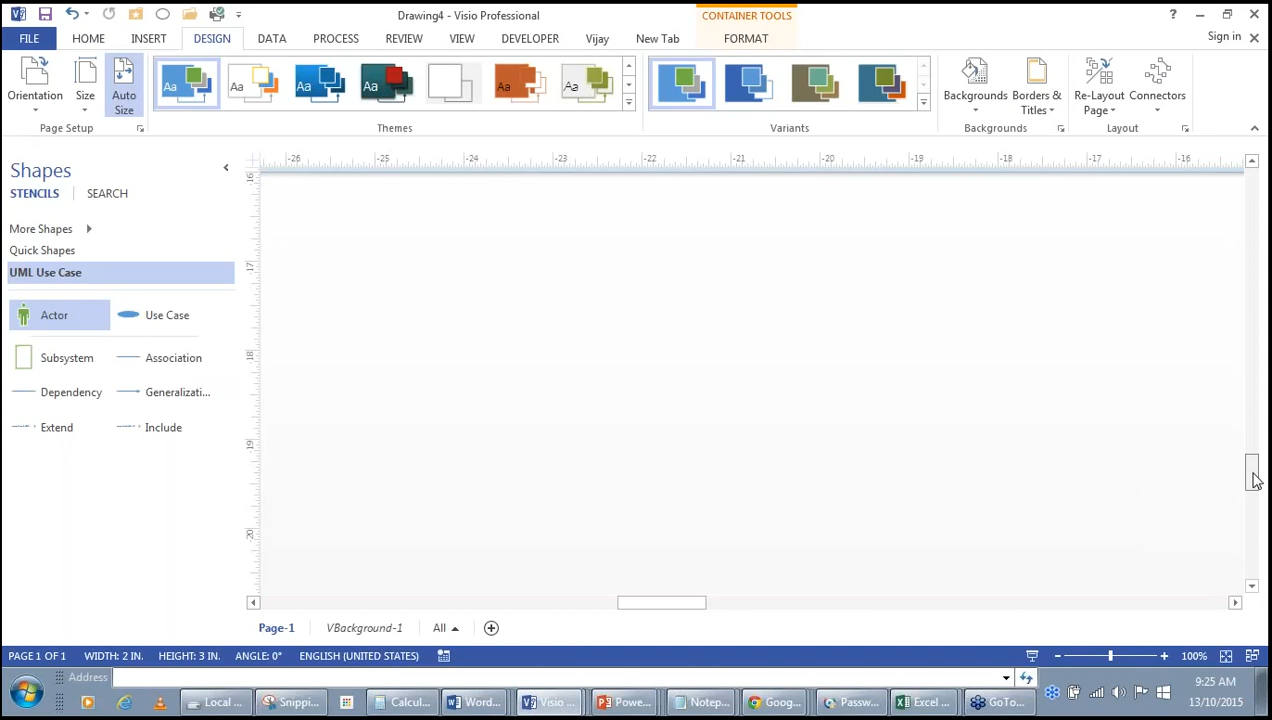 Drawing4 - Visio Professional
CONTAINER TOOLS
FILE
HOME
INSERT
DESIGN
DATA
PROCESS
REVIEW
VIEW
DEVELOPER
Vijay
New Tab
FORMAT
Sign in
Orientation
Size
Auto Size
Aa
Aa
Aa
Aa
Aa
Aa
Backgrounds
Borders & Titles
Re-Layout Page
Connectors
Page Setup
Themes
Variants
Backgrounds
Layout
Shapes
STENCILS
SEARCH
More Shapes
Quick Shapes
UML Use Case
Actor
Use Case
Subsystem
Association
Dependency
Generalizati...
Extend
Include
-26 -25 -24 -23 -22 -21 -20 -19 -18 -17 -16
-16
-17
-18
-19
-20
Page-1
VBackground-1
All
PAGE 1 OF 1
WIDTH: 2 IN.
HEIGHT: 3 IN.
ANGLE: 0°
ENGLISH (UNITED STATES)
100%
Address
Local ...
Snippi...
Calcul...
Word...
Visio ...
Powe...
Notep...
Goog...
Passw...
Excel ...
GoTo...
9:25 AM
13/10/2015